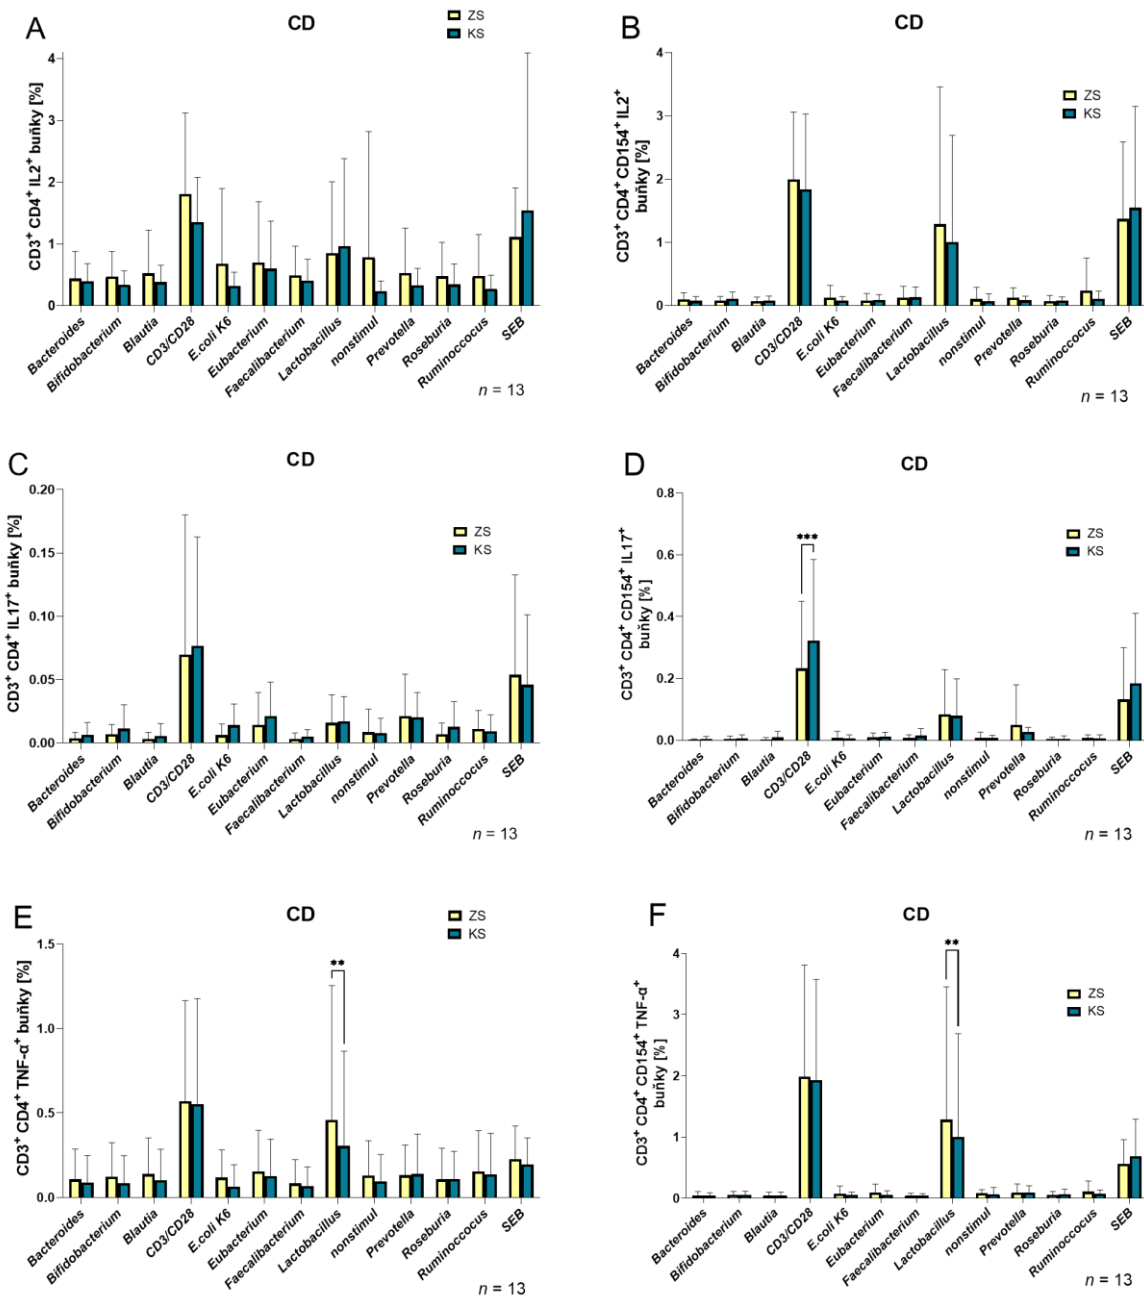 A
CD
ZS
KS
CD3⁺ CD4⁺ IL2⁺ buňky [%]
4
3
2
1
0
Bacteroides
Bifidobacterium
Blautia
CD3/CD28
E.coli K6
Eubacterium
Faecalibacterium
Lactobacillus
nonstimul
Prevotella
Roseburia
Ruminoccocus
SEB
n = 13
B
CD
ZS
KS
CD3⁺ CD4⁺ CD154⁺ IL2⁺
buňky [%]
4
3
2
1
0
Bacteroides
Bifidobacterium
Blautia
CD3/CD28
E.coli K6
Eubacterium
Faecalibacterium
Lactobacillus
nonstimul
Prevotella
Roseburia
Ruminoccocus
SEB
n = 13
C
CD
ZS
KS
CD3⁺ CD4⁺ IL17⁺ buňky [%]
0.20
0.15
0.10
0.05
0.00
Bacteroides
Bifidobacterium
Blautia
CD3/CD28
E.coli K6
Eubacterium
Faecalibacterium
Lactobacillus
nonstimul
Prevotella
Roseburia
Ruminoccocus
SEB
n = 13
D
CD
ZS
KS
CD3⁺ CD4⁺ CD154⁺ IL17⁺
buňky [%]
0.8
0.6
0.4
0.2
0.0
***
Bacteroides
Bifidobacterium
Blautia
CD3/CD28
E.coli K6
Eubacterium
Faecalibacterium
Lactobacillus
nonstimul
Prevotella
Roseburia
Ruminoccocus
SEB
n = 13
E
CD
ZS
KS
CD3⁺ CD4⁺ TNF-α⁺ buňky [%]
1.5
1.0
0.5
0.0
**
Bacteroides
Bifidobacterium
Blautia
CD3/CD28
E.coli K6
Eubacterium
Faecalibacterium
Lactobacillus
nonstimul
Prevotella
Roseburia
Ruminoccocus
SEB
n = 13
F
CD
ZS
KS
CD3⁺ CD4⁺ CD154⁺ TNF-α⁺
buňky [%]
4
3
2
1
0
**
Bacteroides
Bifidobacterium
Blautia
CD3/CD28
E.coli K6
Eubacterium
Faecalibacterium
Lactobacillus
nonstimul
Prevotella
Roseburia
Ruminoccocus
SEB
n = 13